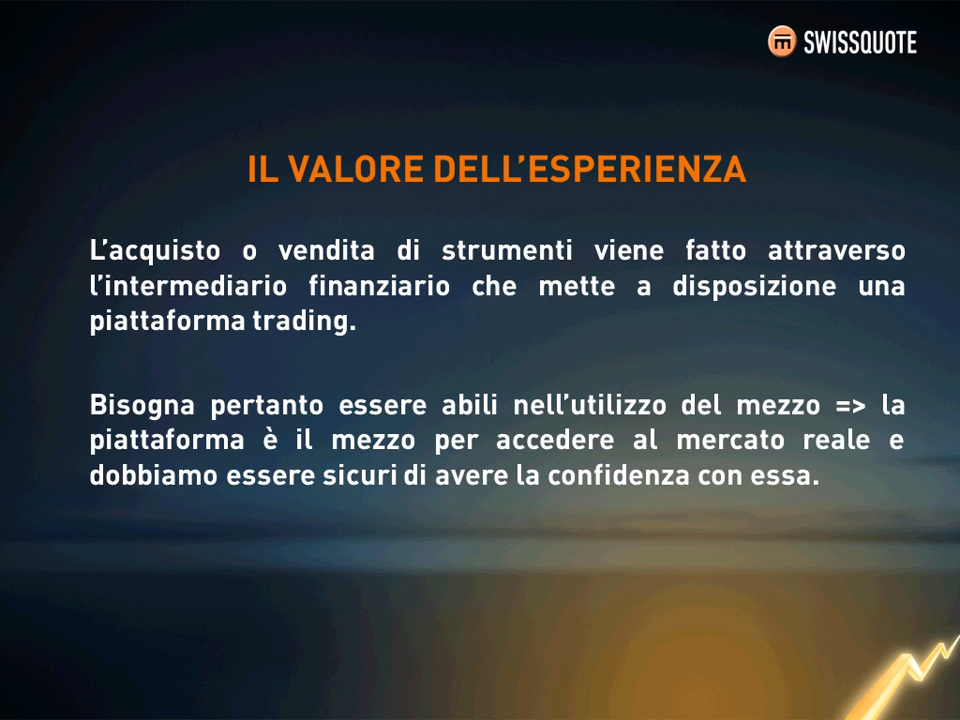 SWISSQUOTE
IL VALORE DELL’ESPERIENZA
L’acquisto o vendita di strumenti viene fatto attraverso
l’intermediario finanziario che mette a disposizione una
piattaforma trading.
Bisogna pertanto essere abili nell’utilizzo del mezzo => la
piattaforma è il mezzo per accedere al mercato reale e
dobbiamo essere sicuri di avere la confidenza con essa.